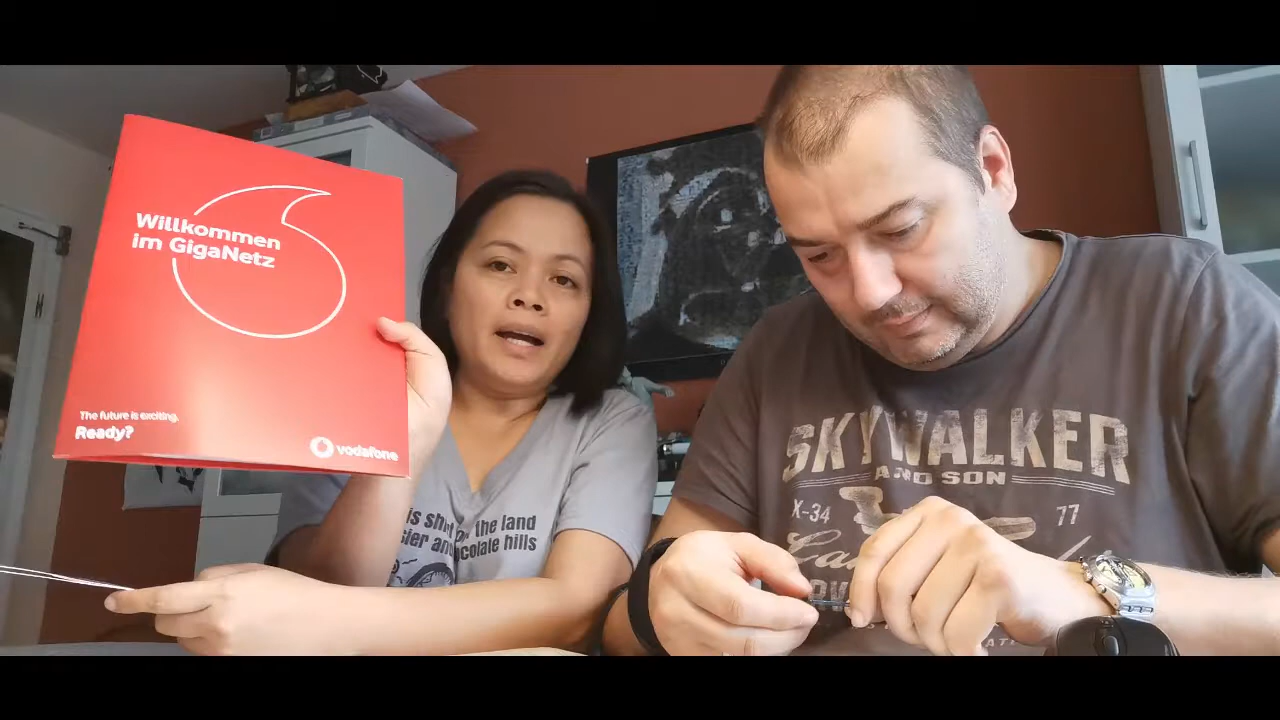 Willkommen
im GigaNetz
The future is exciting.
Ready?
vodafone
the land
colate hills
SKYWALKER
AND SON
X-34
77